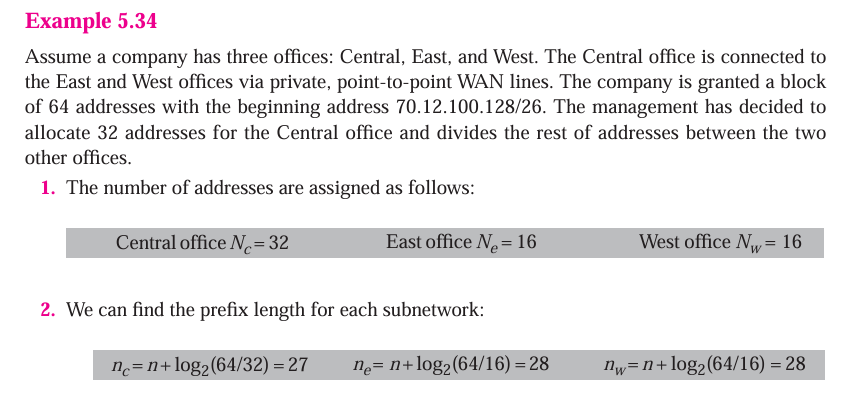 Example 5.34
Assume a company has three offices: Central, East, and West. The Central office is connected to
the East and West offices via private, point-to-point WAN lines. The company is granted a block
of 64 addresses with the beginning address 70.12.100.128/26. The management has decided to
allocate 32 addresses for the Central office and divides the rest of addresses between the two
other offices.
1. The number of addresses are assigned as follows:
Central office N_c = 32 East office N_e = 16 West office N_w = 16
2. We can find the prefix length for each subnetwork:
n_c = n + log₂(64/32) = 27 n_e = n + log₂(64/16) = 28 n_w = n + log₂(64/16) = 28